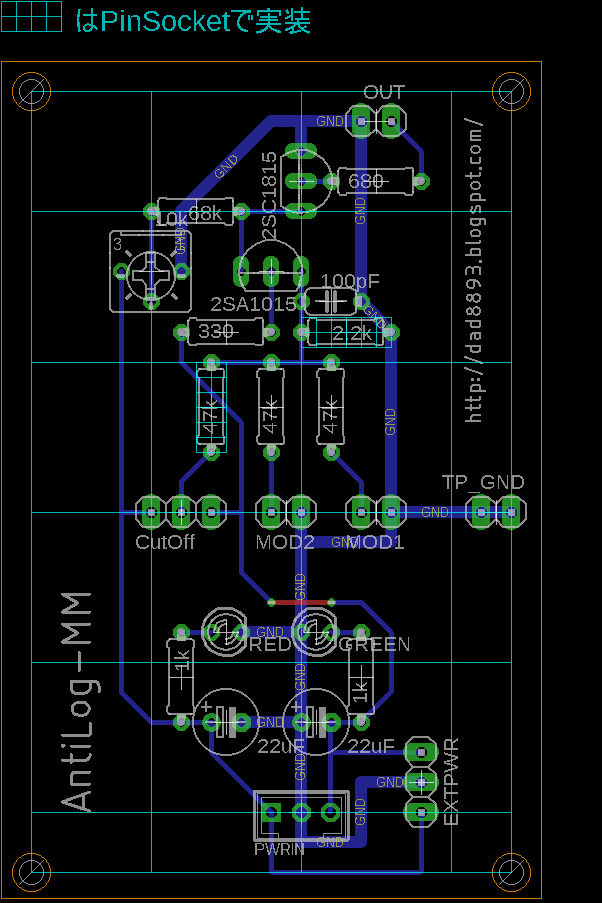 はPinSocketで実装
OUT
GND
GND
2SC1815
680
GND
10k
68k
GND
3
http://dad8893.blogspot.com/
100pF
2SA1015
GND
330
2.2k
47k
47k
47k
GND
TP_GND
GND
CutOff
MOD2
GND
MOD1
GND
GND
RED
GREEN
1k
GND
1k
AntiLog-MM
GND
22uF
22uF
GND
EXTPWR
GND
GND
GND
PWRIN